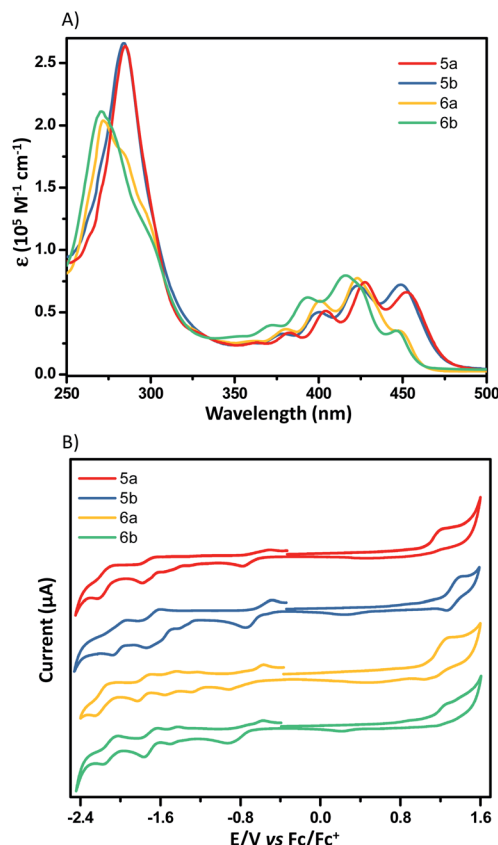 A)
5a
5b
6a
6b
2.5
2.0
1.5
1.0
0.5
0.0
ε (10⁵ M⁻¹ cm⁻¹)
250 300 350 400 450 500
Wavelength (nm)
B)
5a
5b
6a
6b
Current (µA)
-2.4 -1.6 -0.8 0.0 0.8 1.6
E/V vs Fc/Fc⁺